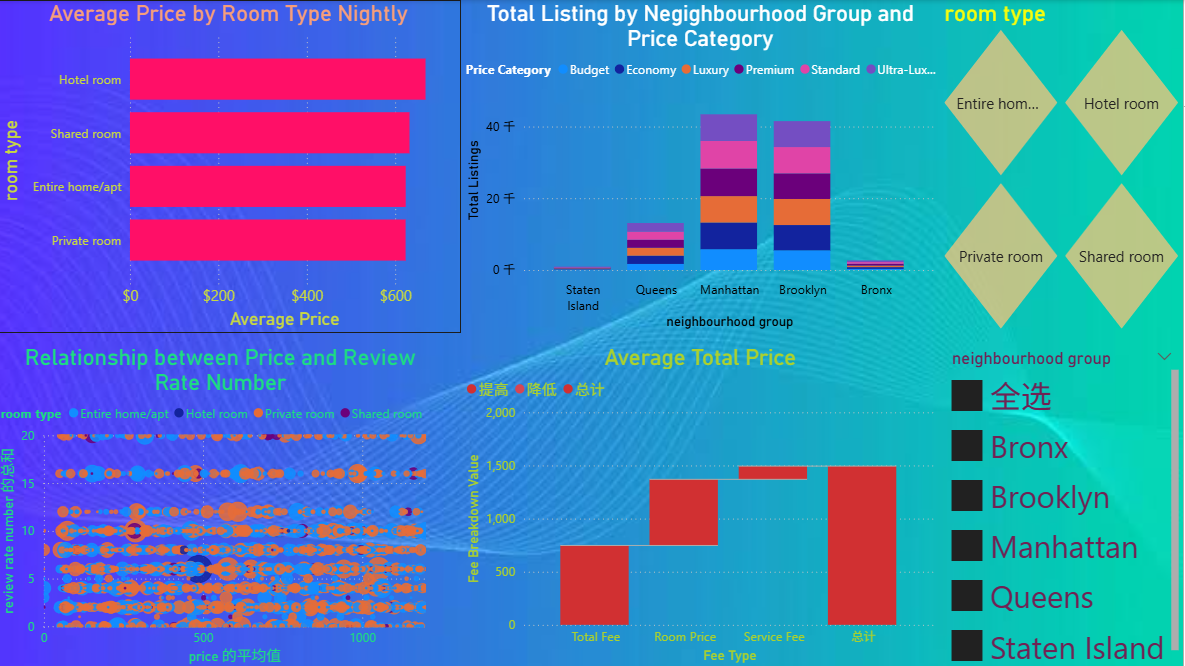 Average Price by Room Type Nightly
room type
Hotel room
Shared room
Entire home/apt
Private room
$0 $200 $400 $600
Average Price
Total Listing by Negighbourhood Group and
Price Category
Price Category Budget Economy Luxury Premium Standard Ultra-Lux...
Total Listings
40 千
20 千
0 千
Staten
Island
Queens Manhattan Brooklyn Bronx
neighbourhood group
room type
Entire hom... Hotel room
Private room Shared room
Relationship between Price and Review
Rate Number
room type Entire home/apt Hotel room Private room Shared room
review rate number 的总和
20
15
10
5
0
0 500 1000
price 的平均值
Average Total Price
提高 降低 总计
Fee Breakdown Value
2,000
1,500
1,000
500
0
Total Fee Room Price Service Fee 总计
Fee Type
neighbourhood group
全选
Bronx
Brooklyn
Manhattan
Queens
Staten Island